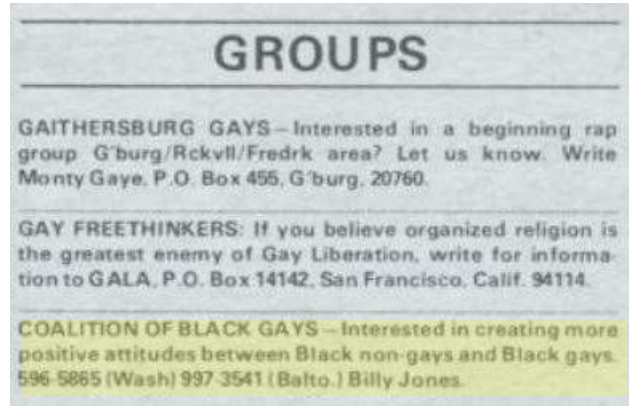 GROUPS
GAITHERSBURG GAYS—Interested in a beginning rap
group G'burg/Rckvll/Fredrk area? Let us know. Write
Monty Gaye, P.O. Box 455, G'burg, 20760.
GAY FREETHINKERS: If you believe organized religion is
the greatest enemy of Gay Liberation, write for informa-
tion to GALA, P.O. Box 14142, San Francisco, Calif. 94114.
COALITION OF BLACK GAYS—Interested in creating more
positive attitudes between Black non-gays and Black gays.
596-5865 (Wash) 997-3541 (Balto.) Billy Jones.